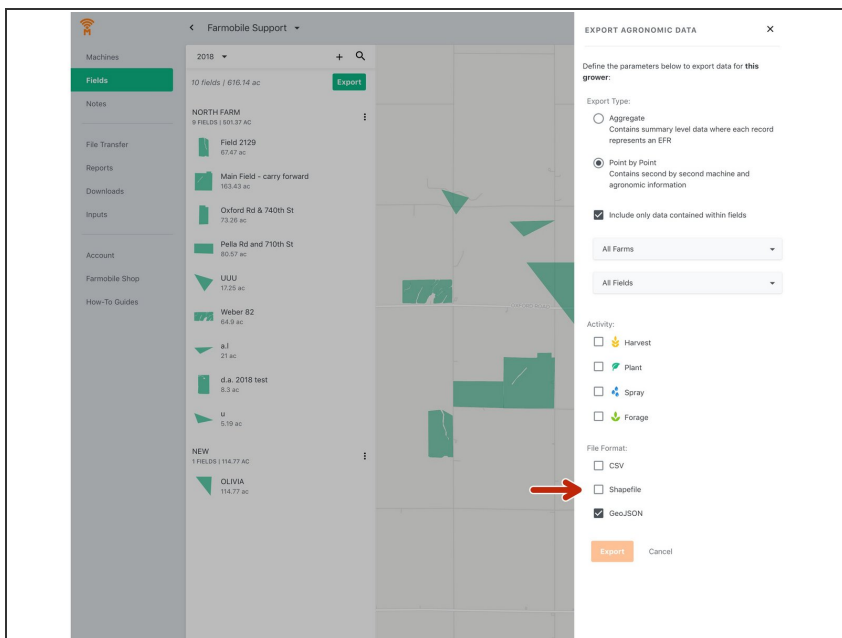 Farmobile Support
Machines
Fields
Notes
File Transfer
Reports
Downloads
Inputs
Account
Farmobile Shop
How-To Guides
2018
10 fields | 616.14 ac
Export
NORTH FARM
9 FIELDS | 501.37 AC
Field 2129
67.47 ac
Main Field - carry forward
163.43 ac
Oxford Rd & 740th St
73.26 ac
Pella Rd and 710th St
80.57 ac
UUU
17.25 ac
Weber 82
64.9 ac
a.l
21 ac
d.a. 2018 test
8.3 ac
u
5.19 ac
NEW
1 FIELDS | 114.77 AC
OLIVIA
114.77 ac
EXPORT AGRONOMIC DATA
Define the parameters below to export data for this
grower:
Export Type:
Aggregate
Contains summary level data where each record
represents an EFR
Point by Point
Contains second by second machine and
agronomic information
Include only data contained within fields
All Farms
All Fields
Activity:
Harvest
Plant
Spray
Forage
File Format:
CSV
Shapefile
GeoJSON
Export Cancel